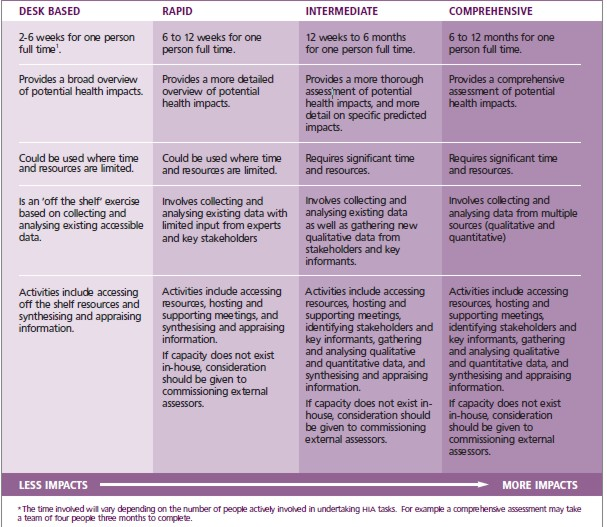 DESK BASED
2-6 weeks for one person
full time¹.
Provides a broad overview
of potential health impacts.
Could be used where time
and resources are limited.
Is an 'off the shelf' exercise
based on collecting and
analysing existing accessible
data.
Activities include accessing
off the shelf resources and
synthesising and appraising
information.
RAPID
6 to 12 weeks for one
person full time.
Provides a more detailed
overview of potential
health impacts.
Could be used where time
and resources are limited.
Involves collecting and
analysing existing data with
limited input from experts
and key stakeholders
Activities include accessing
resources, hosting and
supporting meetings, and
synthesising and appraising
information.
If capacity does not exist
in-house, consideration
should be given to
commissioning external
assessors.
INTERMEDIATE
12 weeks to 6 months
for one person full time.
Provides a more thorough
assessment of potential
health impacts, and more
detail on specific predicted
impacts.
Requires significant time
and resources.
Involves collecting and
analysing existing data
as well as gathering new
qualitative data from
stakeholders and key
informants.
Activities include accessing
resources, hosting and
supporting meetings,
identifying stakeholders and
key informants, gathering
and analysing qualitative
and quantitative data, and
synthesising and appraising
information.
If capacity does not exist in-
house, consideration should
be given to commissioning
external assessors.
COMPREHENSIVE
6 to 12 months for one
person full time.
Provides a comprehensive
assessment of potential
health impacts.
Requires significant time
and resources.
Involves collecting and
analysing data from multiple
sources (qualitative and
quantitative)
Activities include accessing
resources, hosting and
supporting meetings,
identifying stakeholders and
key informants, gathering
and analysing qualitative
and quantitative data, and
synthesising and appraising
information.
If capacity does not exist
in-house, consideration
should be given to
commissioning external
assessors.
LESS IMPACTS
MORE IMPACTS
*The time involved will vary depending on the number of people actively involved in undertaking HIA tasks. For example a comprehensive assessment may take
a team of four people three months to complete.